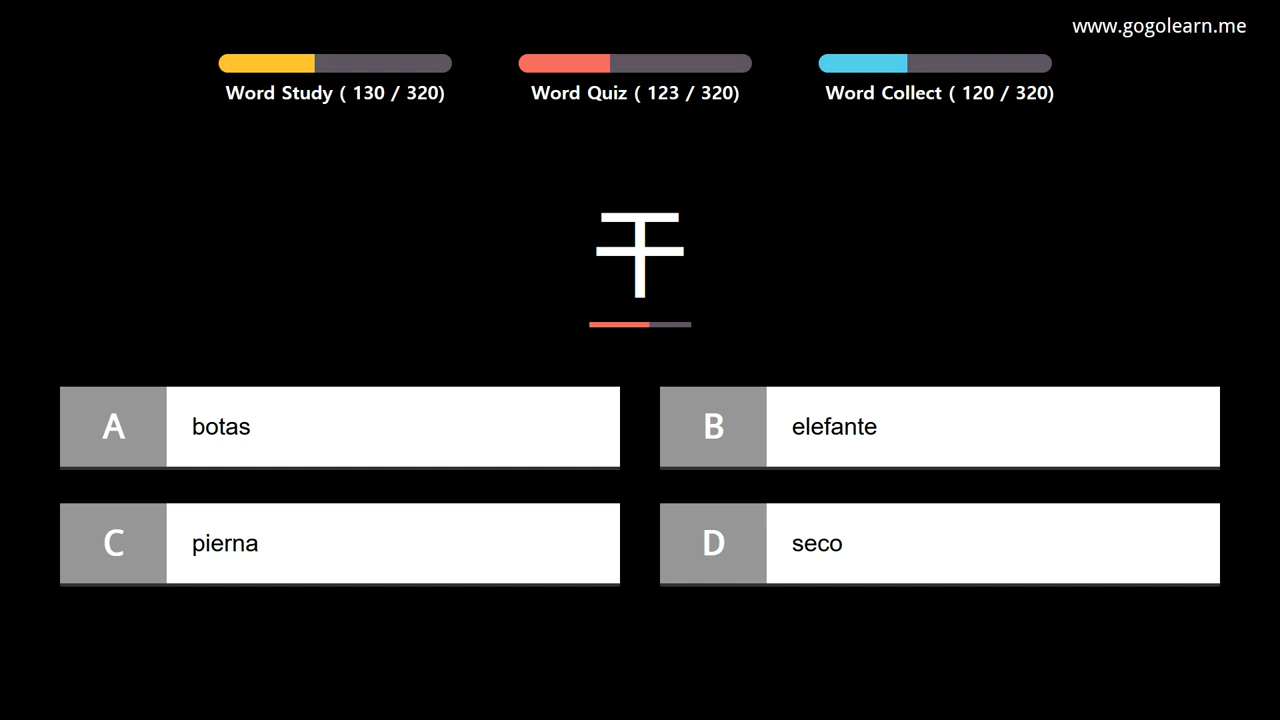 www.gogolearn.me
Word Study ( 130 / 320)
Word Quiz ( 123 / 320)
Word Collect ( 120 / 320)
干
A botas
B elefante
C pierna
D seco